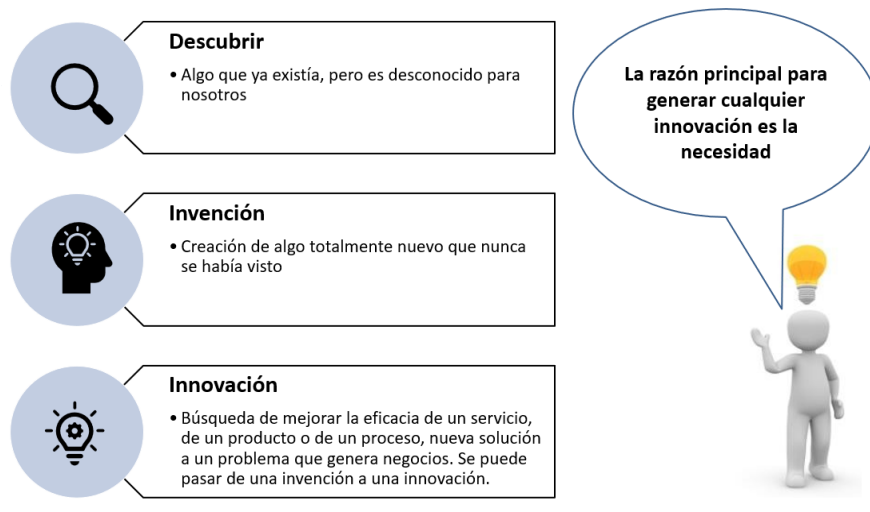 Descubrir
• Algo que ya existía, pero es desconocido para
nosotros
Invención
• Creación de algo totalmente nuevo que nunca
se había visto
Innovación
• Búsqueda de mejorar la eficacia de un servicio,
de un producto o de un proceso, nueva solución
a un problema que genera negocios. Se puede
pasar de una invención a una innovación.
La razón principal para
generar cualquier
innovación es la
necesidad